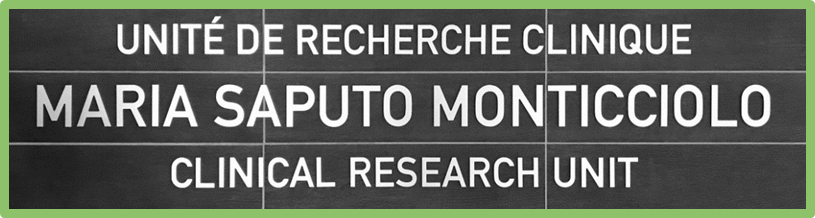 UNITÉ DE RECHERCHE CLINIQUE
MARIA SAPUTO MONTICCIOLO
CLINICAL RESEARCH UNIT